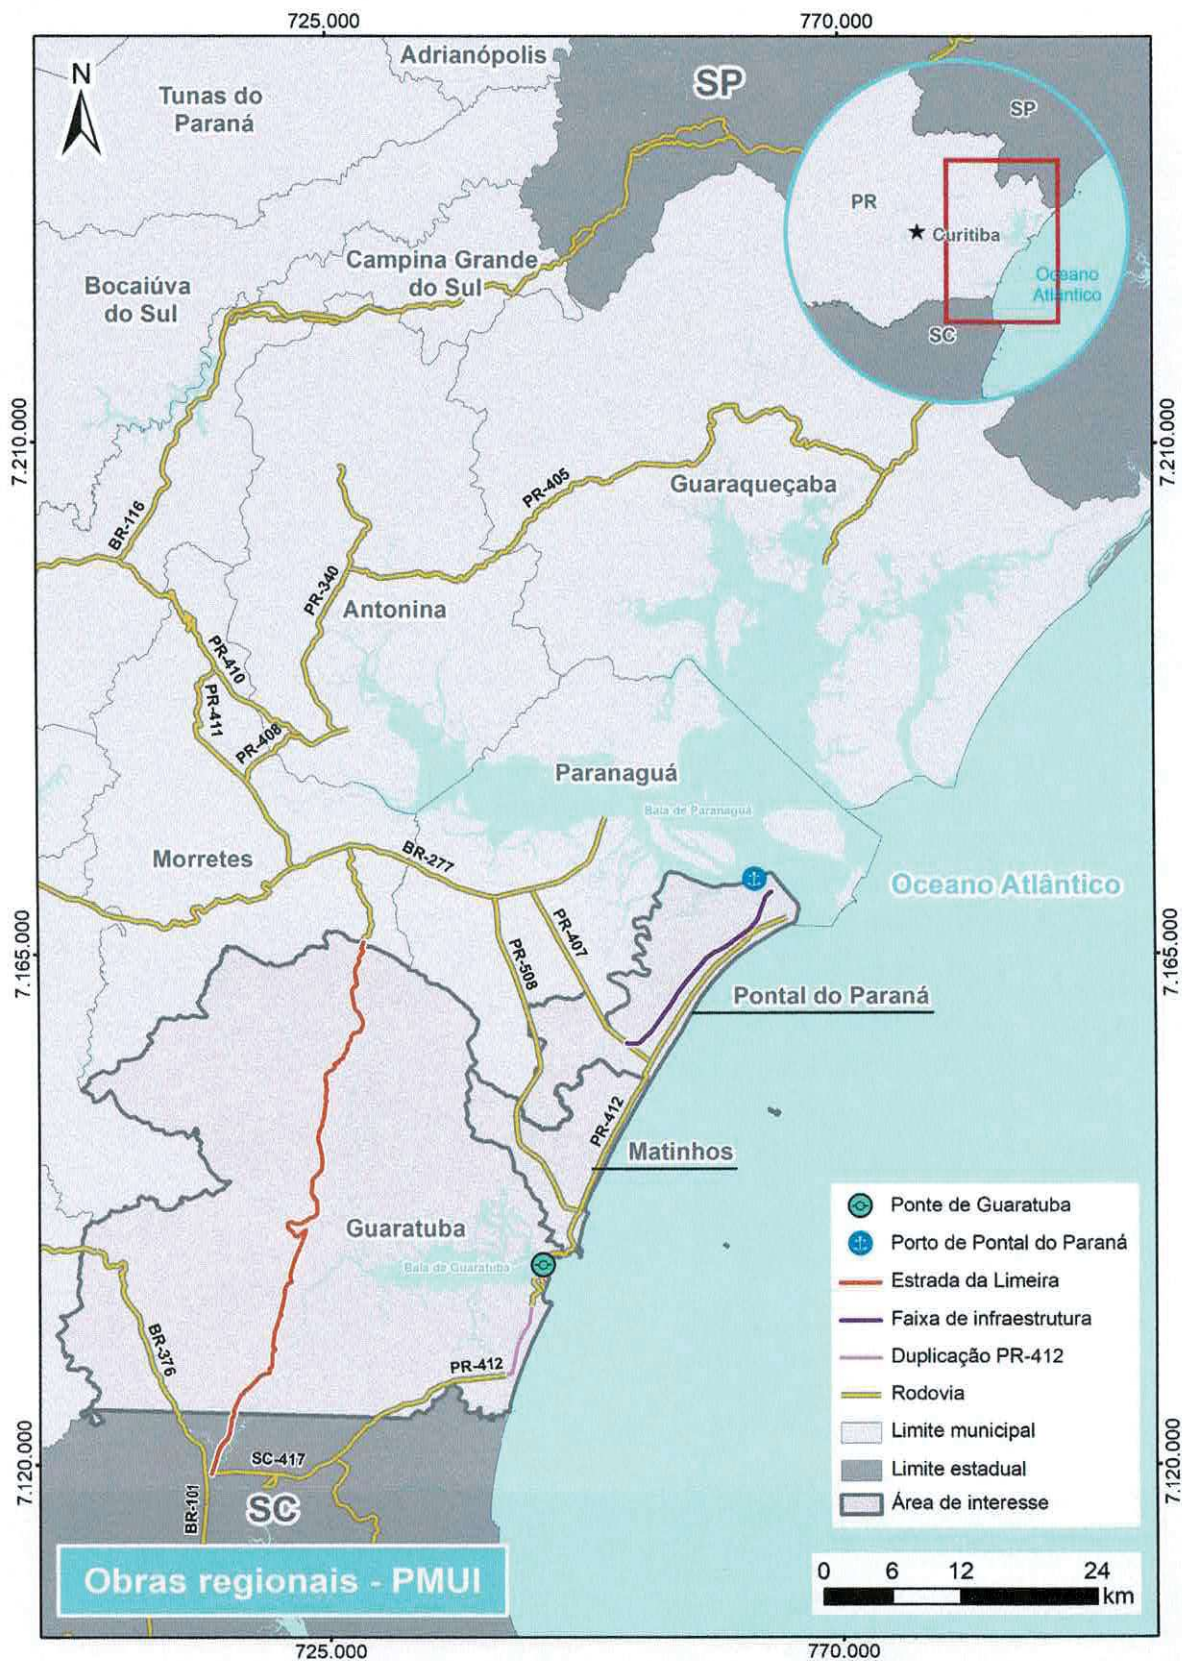 725.000
770.000
N
Adrianópolis
SP
Tunas do
Paraná
SP
PR
Curitiba
Oceano
Atlântico
SC
Campina Grande
do Sul
Bocaiúva
do Sul
7.210.000
7.210.000
PR-405
Guaraqueçaba
BR-116
PR-340
Antonina
PR-410
PR-411
PR-408
Paranaguá
Baia de Paranaguá
Morretes
BR-277
Oceano Atlântico
7.165.000
7.165.000
PR-407
PR-508
Pontal do Paraná
PR-412
Matinhos
Guaratuba
Baia de Guaratuba
BR-376
PR-412
Ponte de Guaratuba
Porto de Pontal do Paraná
Estrada da Limeira
Faixa de infraestrutura
Duplicação PR-412
Rodovia
Limite municipal
Limite estadual
Área de interesse
7.120.000
7.120.000
SC-417
BR-101
SC
Obras regionais - PMUI
0 6 12 24
km
725.000
770.000